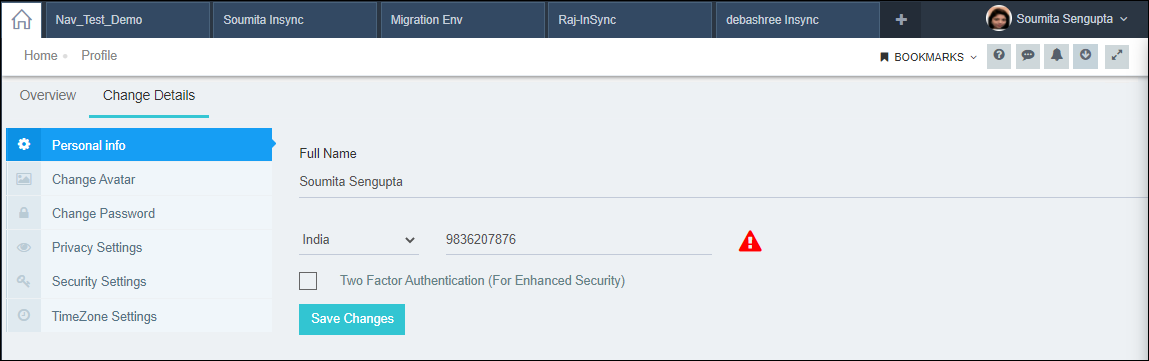 Nav_Test_Demo Soumita Insync Migration Env Raj-InSync debashree Insync + Soumita Sengupta
Home Profile BOOKMARKS
Overview Change Details
Personal info
Change Avatar
Change Password
Privacy Settings
Security Settings
TimeZone Settings
Full Name
Soumita Sengupta
India 9836207876
Two Factor Authentication (For Enhanced Security)
Save Changes